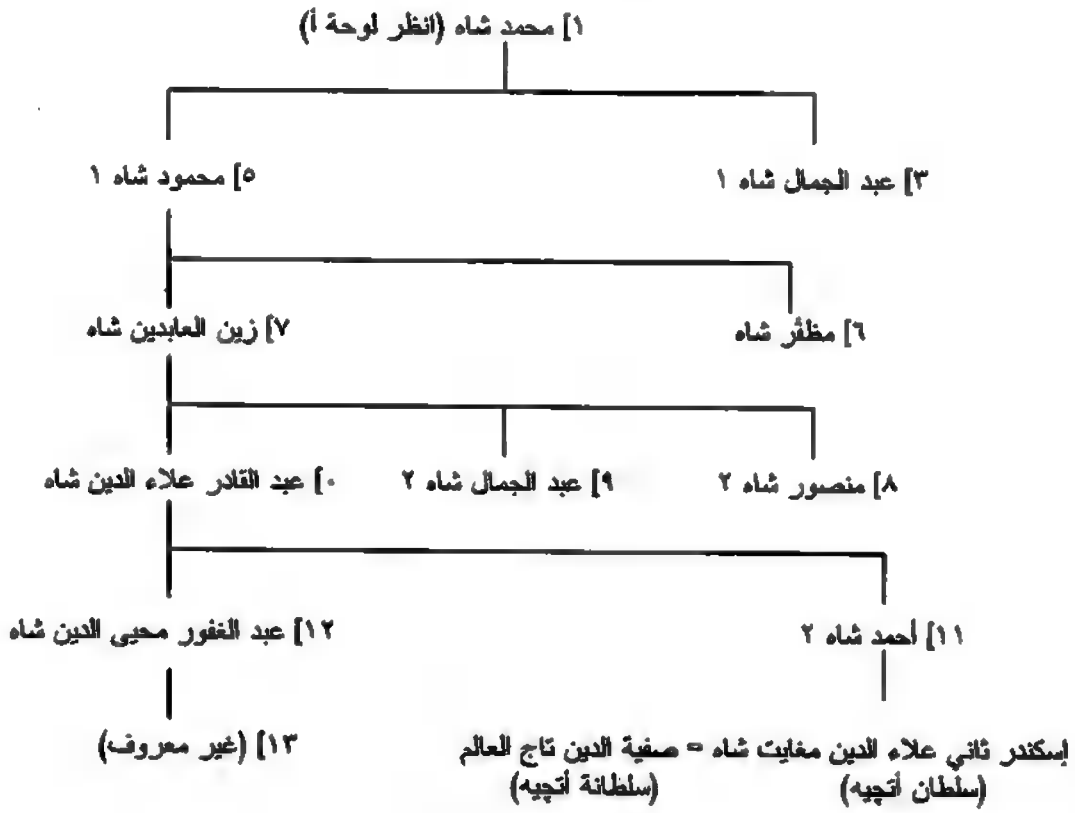 ١] محمد شاه (انظر لوحة أ)
٣] عبد الجمال شاه ١
٥] محمود شاه ١
٦] مظفر شاه
٧] زين العابدين شاه
٨] منصور شاه ٢
٩] عبد الجمال شاه ٢
٠] عبد القادر علاء الدين شاه
١١] أحمد شاه ٢
١٢] عبد الغفور محيى الدين شاه
إسكندر ثاني علاء الدين مغايت شاه = صفية الدين تاج العالم
١٣] (غير معروف)
(سلطان أتچيه)
(سلطانة أتچيه)